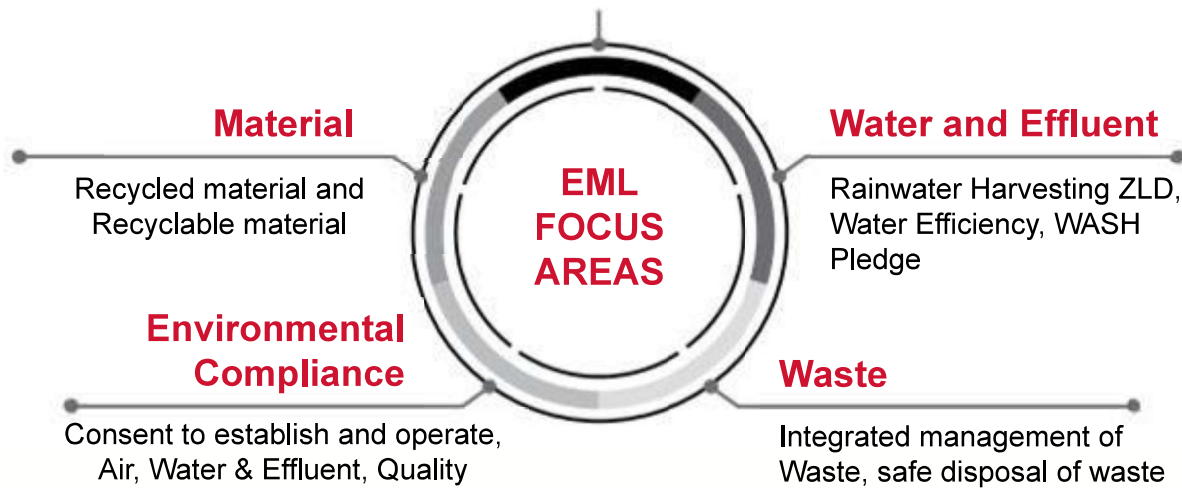 Material
Recycled material and
Recyclable material
Water and Effluent
Rainwater Harvesting ZLD,
Water Efficiency, WASH
Pledge
EML
FOCUS
AREAS
Environmental
Compliance
Consent to establish and operate,
Air, Water & Effluent, Quality
Waste
Integrated management of
Waste, safe disposal of waste